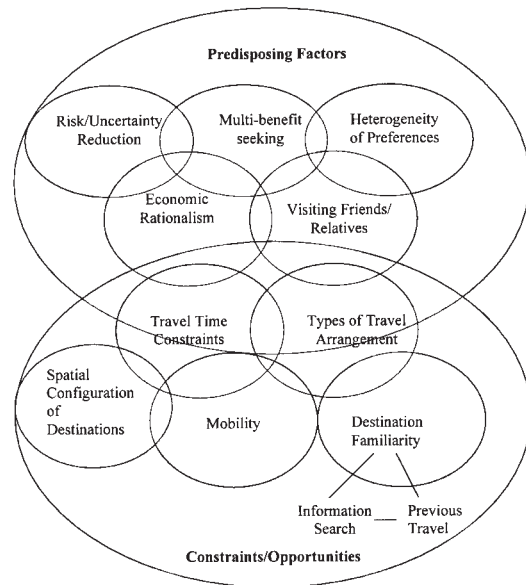 Predisposing Factors
Risk/Uncertainty
Reduction
Multi-benefit
seeking
Heterogeneity
of Preferences
Economic
Rationalism
Visiting Friends/
Relatives
Travel Time
Constraints
Types of Travel
Arrangement
Spatial
Configuration
of
Destinations
Mobility
Destination
Familiarity
Information
Search
Previous
Travel
Constraints/Opportunities